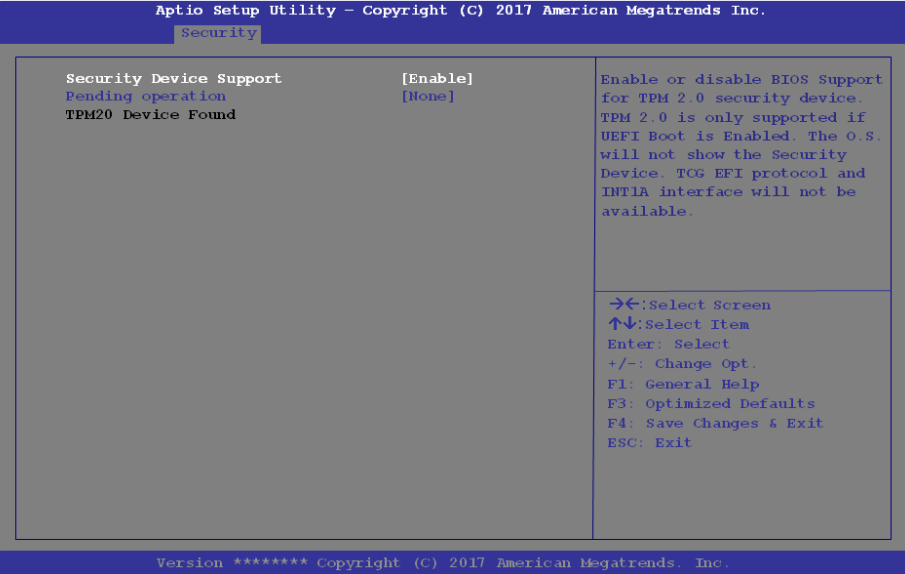 Aptio Setup Utility – Copyright (C) 2017 American Megatrends Inc.
Security
Security Device Support [Enable]
Pending operation [None]
TPM20 Device Found
Enable or disable BIOS Support
for TPM 2.0 security device.
TPM 2.0 is only supported if
UEFI Boot is Enabled. The O.S.
will not show the Security
Device. TCG EFI protocol and
INT1A interface will not be
available.
→←:Select Screen
↑↓:Select Item
Enter: Select
+/-: Change Opt.
F1: General Help
F3: Optimized Defaults
F4: Save Changes & Exit
ESC: Exit
Version ******** Copyright (C) 2017 American Megatrends. Inc.